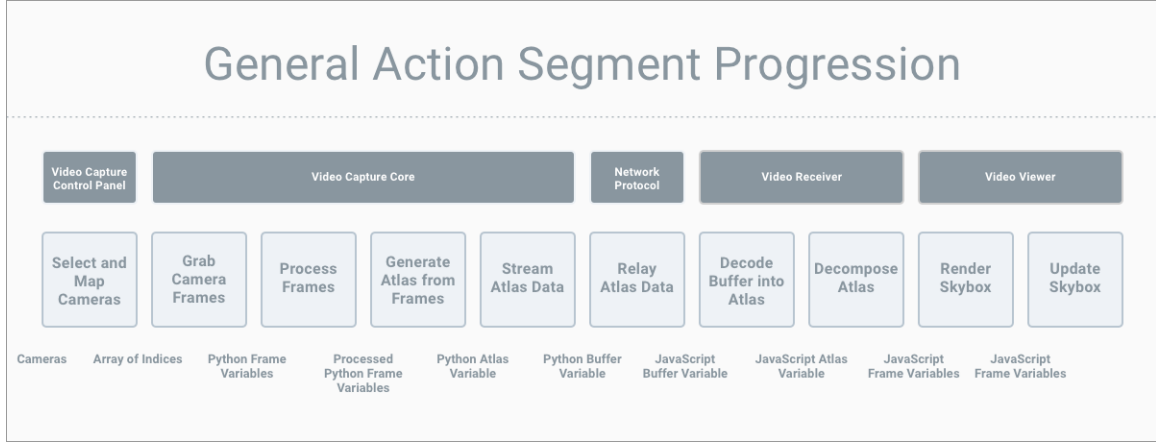 General Action Segment Progression
Video Capture
Control Panel
Video Capture Core
Network
Protocol
Video Receiver
Video Viewer
Select and
Map
Cameras
Grab
Camera
Frames
Process
Frames
Generate
Atlas from
Frames
Stream
Atlas Data
Relay
Atlas Data
Decode
Buffer into
Atlas
Decompose
Atlas
Render
Skybox
Update
Skybox
Cameras
Array of Indices
Python Frame
Variables
Processed
Python Frame
Variables
Python Atlas
Variable
Python Buffer
Variable
JavaScript
Buffer Variable
JavaScript Atlas
Variable
JavaScript
Frame Variables
JavaScript
Frame Variables